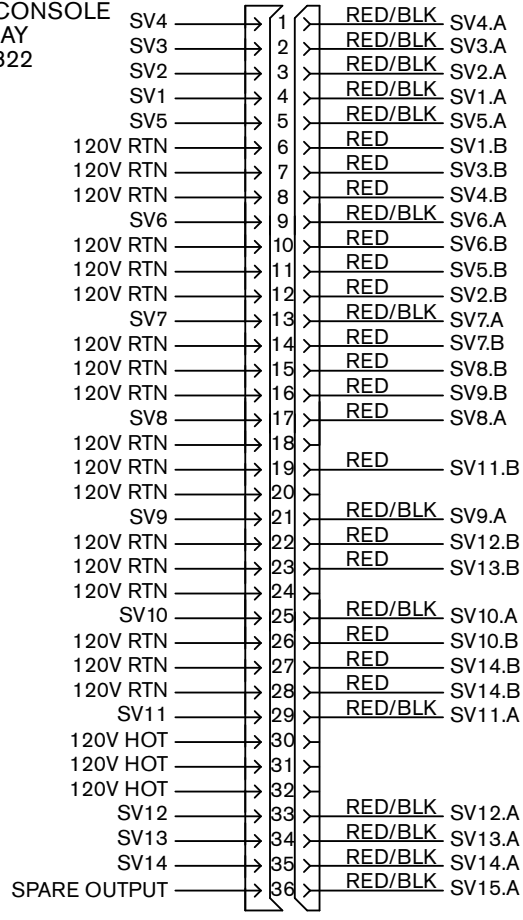 CONSOLE
AY
322
SV4 1 RED/BLK SV4.A
SV3 2 RED/BLK SV3.A
SV2 3 RED/BLK SV2.A
SV1 4 RED/BLK SV1.A
SV5 5 RED/BLK SV5.A
120V RTN 6 RED SV1.B
120V RTN 7 RED SV3.B
120V RTN 8 RED SV4.B
SV6 9 RED/BLK SV6.A
120V RTN 10 RED SV6.B
120V RTN 11 RED SV5.B
120V RTN 12 RED SV2.B
SV7 13 RED/BLK SV7.A
120V RTN 14 RED SV7.B
120V RTN 15 RED SV8.B
120V RTN 16 RED SV9.B
SV8 17 RED SV8.A
120V RTN 18
120V RTN 19 RED SV11.B
120V RTN 20
SV9 21 RED/BLK SV9.A
120V RTN 22 RED SV12.B
120V RTN 23 RED SV13.B
120V RTN 24
SV10 25 RED/BLK SV10.A
120V RTN 26 RED SV10.B
120V RTN 27 RED SV14.B
120V RTN 28 RED SV14.B
SV11 29 RED/BLK SV11.A
120V HOT 30
120V HOT 31
120V HOT 32
SV12 33 RED/BLK SV12.A
SV13 34 RED/BLK SV13.A
SV14 35 RED/BLK SV14.A
SPARE OUTPUT 36 RED/BLK SV15.A